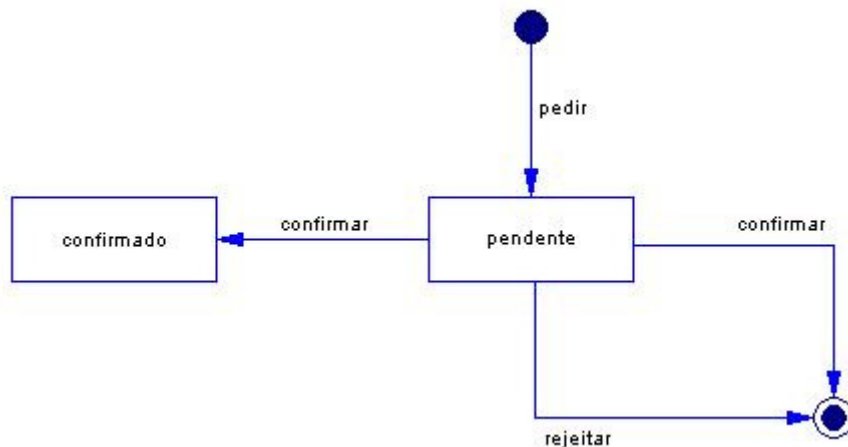 pedir
confirmado
confirmar
pendente
confirmar
rejeitar